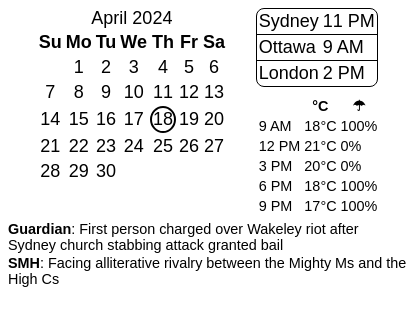 April 2024
Su Mo Tu We Th Fr Sa
1 2 3 4 5 6
7 8 9 10 11 12 13
14 15 16 17 18 19 20
21 22 23 24 25 26 27
28 29 30
Sydney 11 PM
Ottawa 9 AM
London 2 PM
°C ☂
9 AM 18°C 100%
12 PM 21°C 0%
3 PM 20°C 0%
6 PM 18°C 100%
9 PM 17°C 100%
Guardian: First person charged over Wakeley riot after
Sydney church stabbing attack granted bail
SMH: Facing alliterative rivalry between the Mighty Ms and the
High Cs